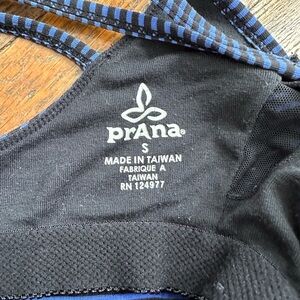 prAna
S
MADE IN TAIWAN
FABRIQUE A
TAIWAN
RN 124977